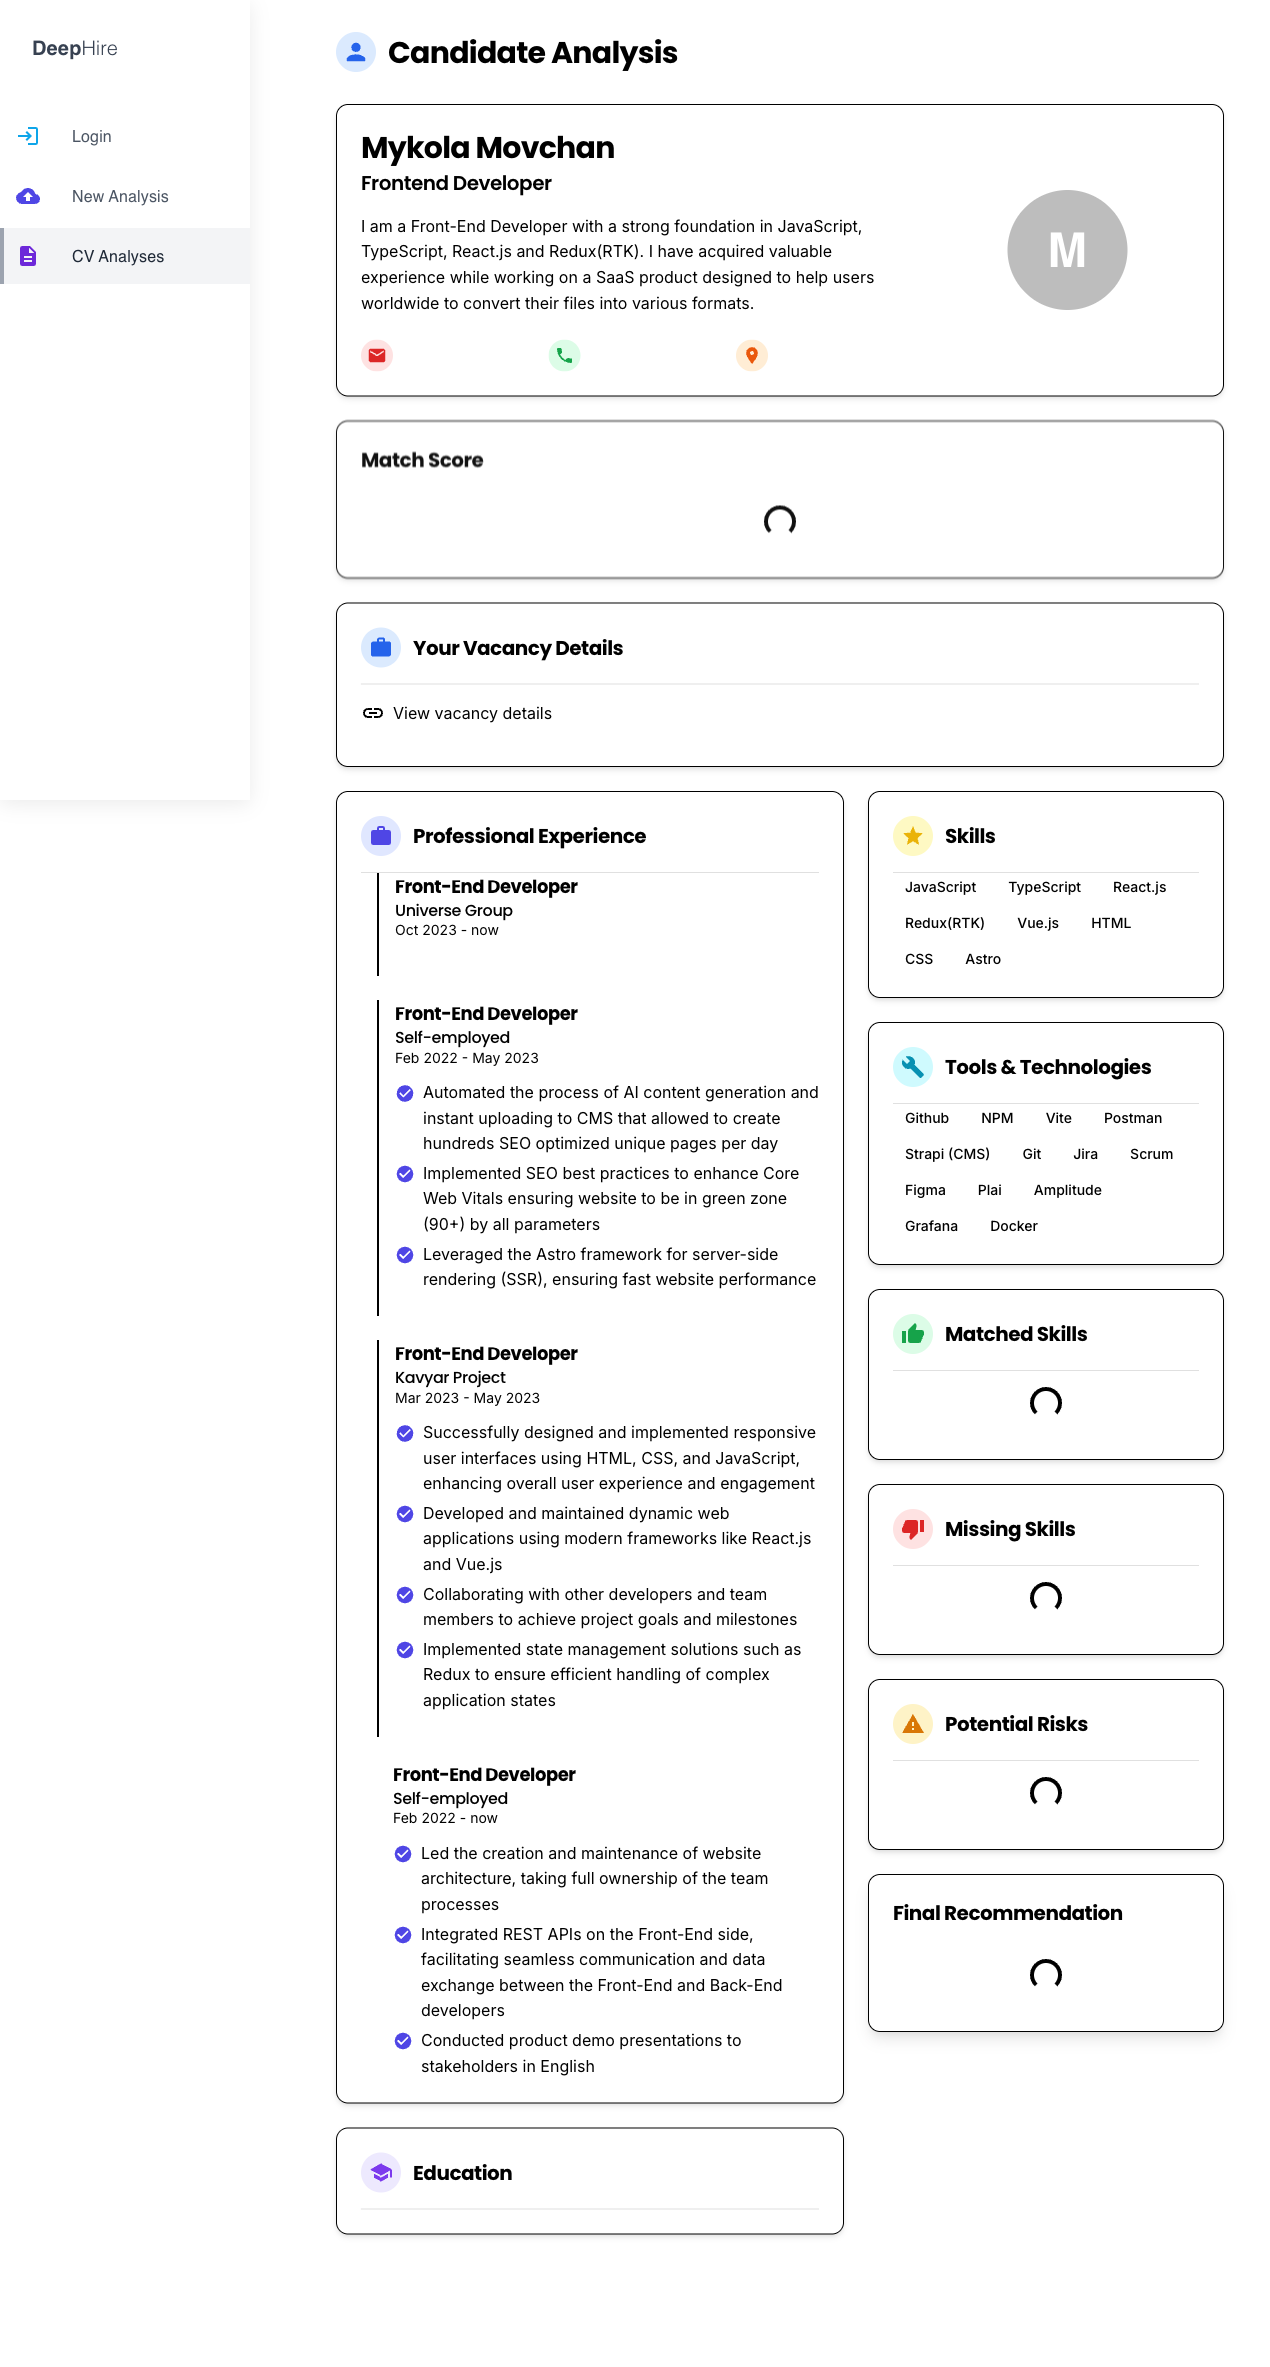 DeepHire
Login
New Analysis
CV Analyses
Candidate Analysis
Mykola Movchan
Frontend Developer
I am a Front-End Developer with a strong foundation in JavaScript,
TypeScript, React.js and Redux(RTK). I have acquired valuable
experience while working on a SaaS product designed to help users
worldwide to convert their files into various formats.
M
Match Score
Your Vacancy Details
View vacancy details
Professional Experience
Front-End Developer
Universe Group
Oct 2023 - now
Front-End Developer
Self-employed
Feb 2022 - May 2023
Automated the process of AI content generation and
instant uploading to CMS that allowed to create
hundreds SEO optimized unique pages per day
Implemented SEO best practices to enhance Core
Web Vitals ensuring website to be in green zone
(90+) by all parameters
Leveraged the Astro framework for server-side
rendering (SSR), ensuring fast website performance
Front-End Developer
Kavyar Project
Mar 2023 - May 2023
Successfully designed and implemented responsive
user interfaces using HTML, CSS, and JavaScript,
enhancing overall user experience and engagement
Developed and maintained dynamic web
applications using modern frameworks like React.js
and Vue.js
Collaborating with other developers and team
members to achieve project goals and milestones
Implemented state management solutions such as
Redux to ensure efficient handling of complex
application states
Front-End Developer
Self-employed
Feb 2022 - now
Led the creation and maintenance of website
architecture, taking full ownership of the team
processes
Integrated REST APIs on the Front-End side,
facilitating seamless communication and data
exchange between the Front-End and Back-End
developers
Conducted product demo presentations to
stakeholders in English
Education
Skills
JavaScript TypeScript React.js
Redux(RTK) Vue.js HTML
CSS Astro
Tools & Technologies
Github NPM Vite Postman
Strapi (CMS) Git Jira Scrum
Figma Plai Amplitude
Grafana Docker
Matched Skills
Missing Skills
Potential Risks
Final Recommendation